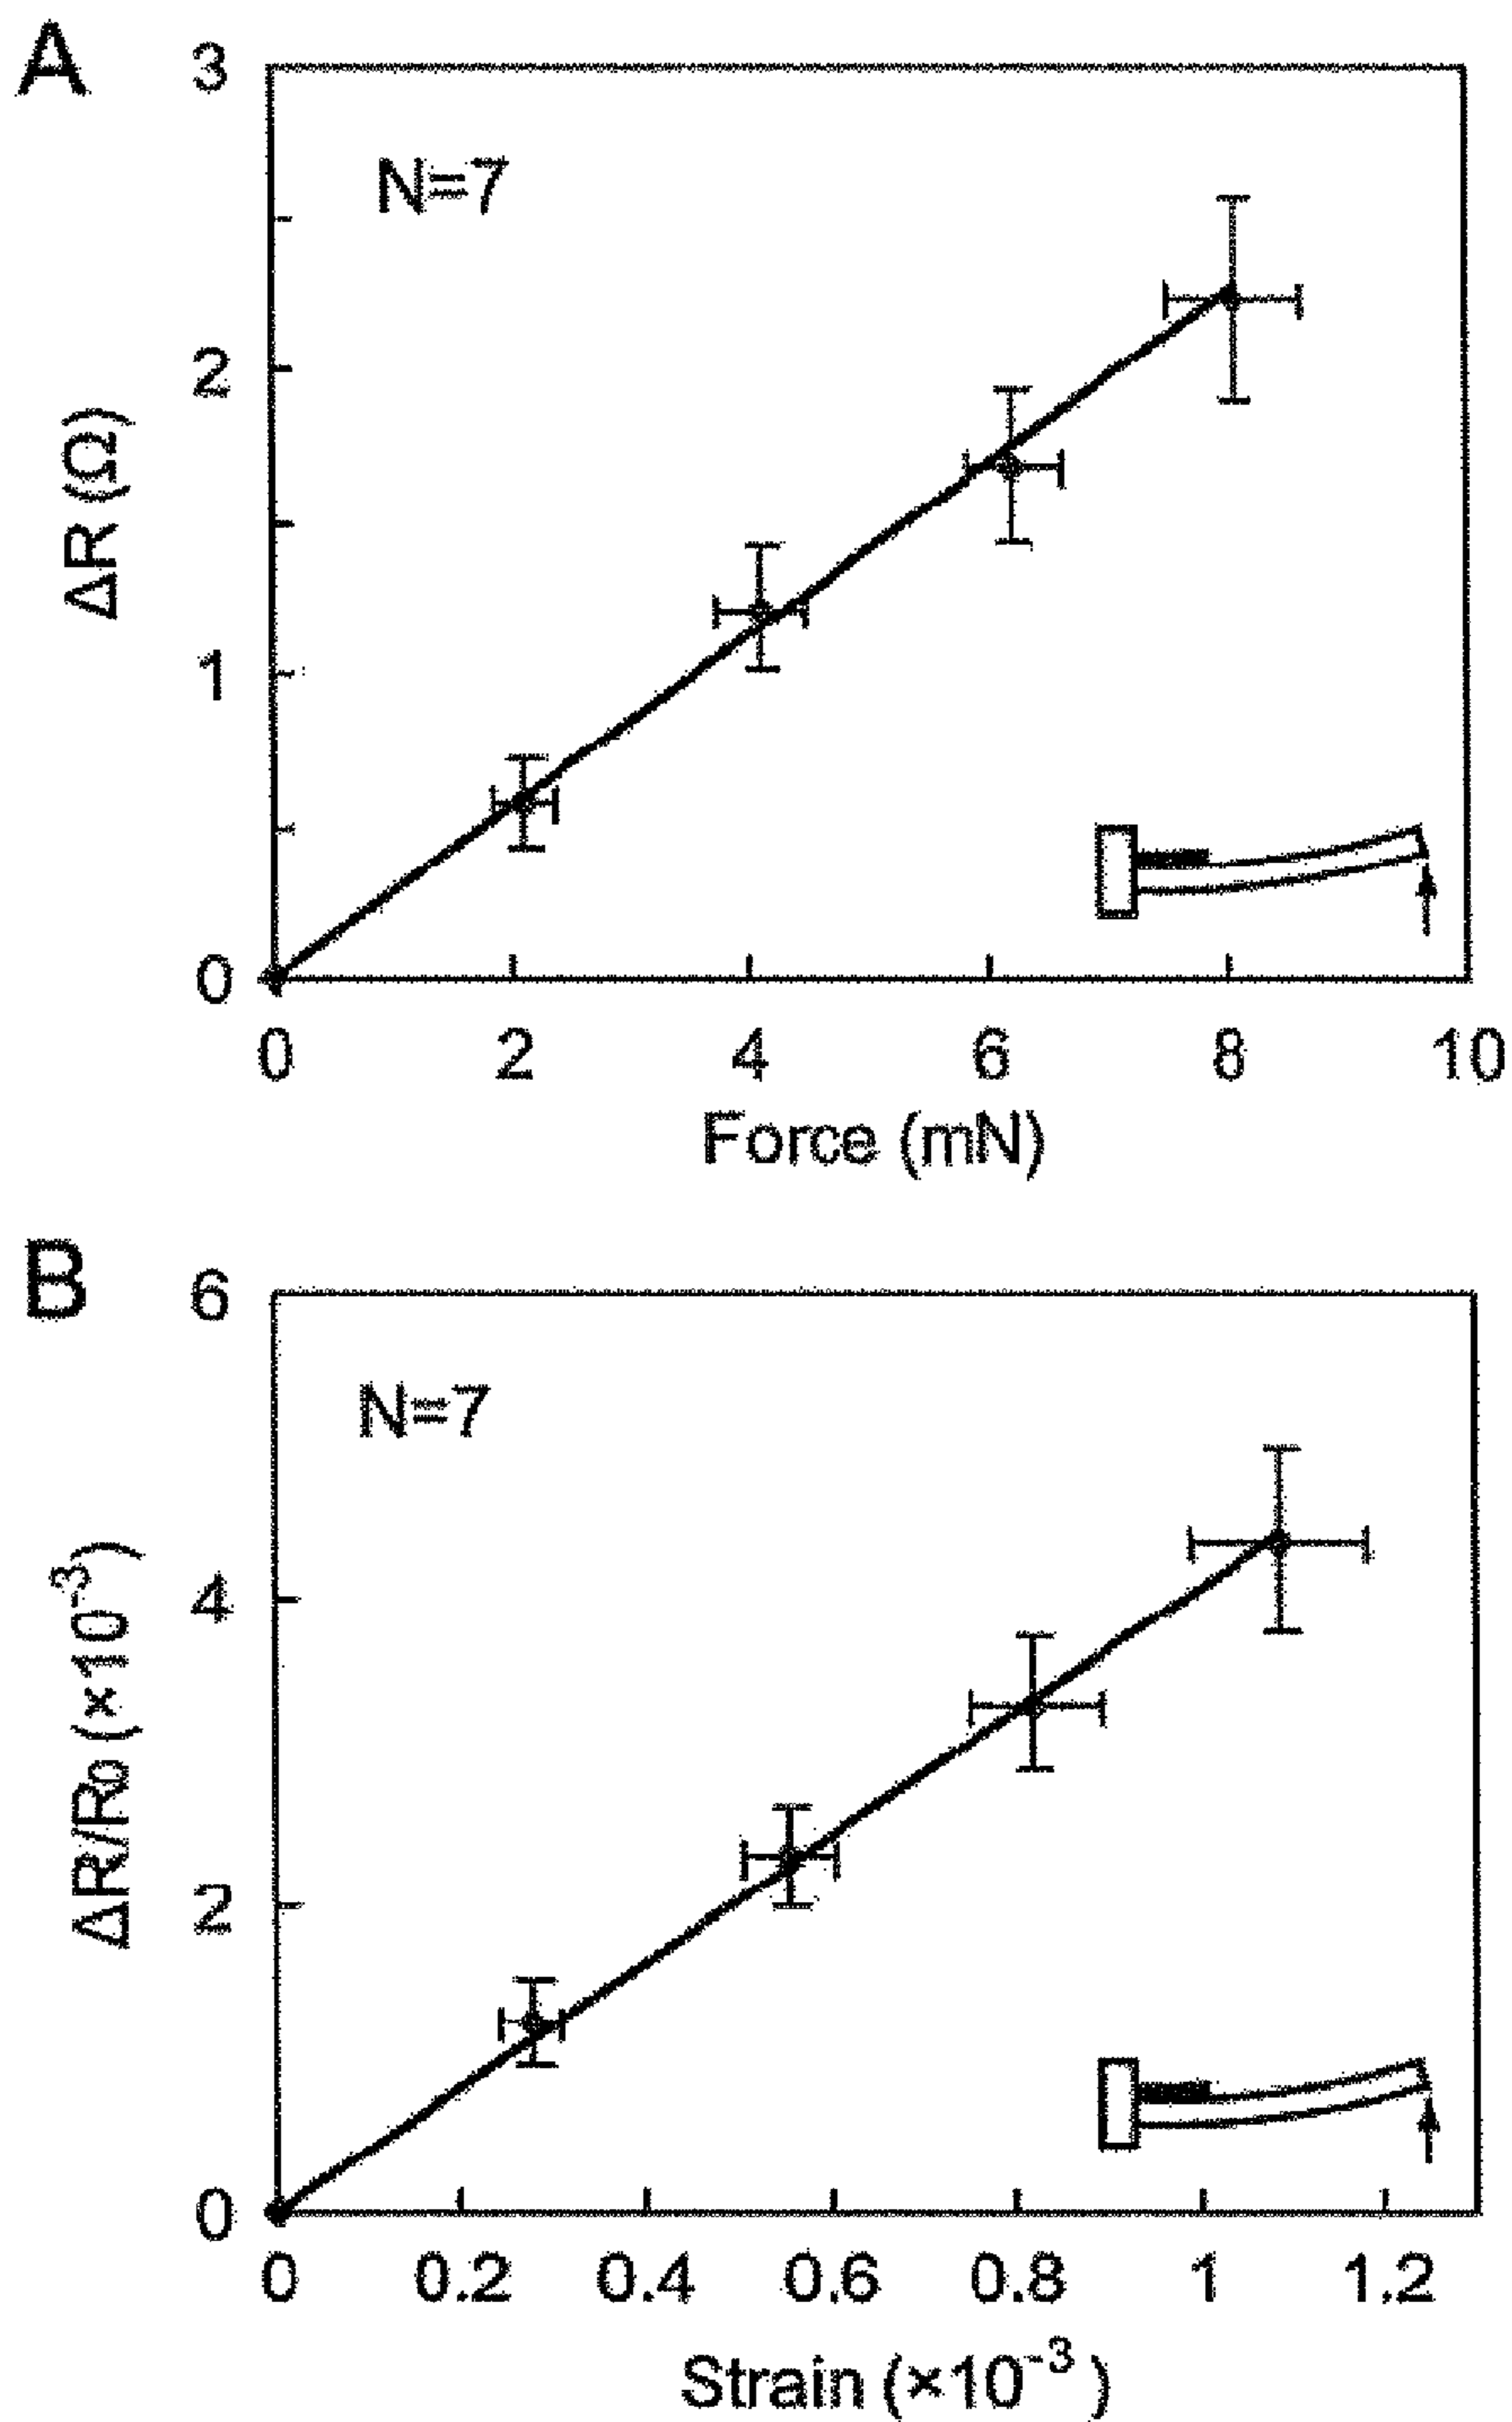 A
3
N=7
2
ΔR (Ω)
1
0
0 2 4 6 8 10
Force (mN)
B
6
N=7
4
ΔR/R₀ (×10⁻³)
2
0
0 0.2 0.4 0.6 0.8 1 1.2
Strain (×10⁻³)